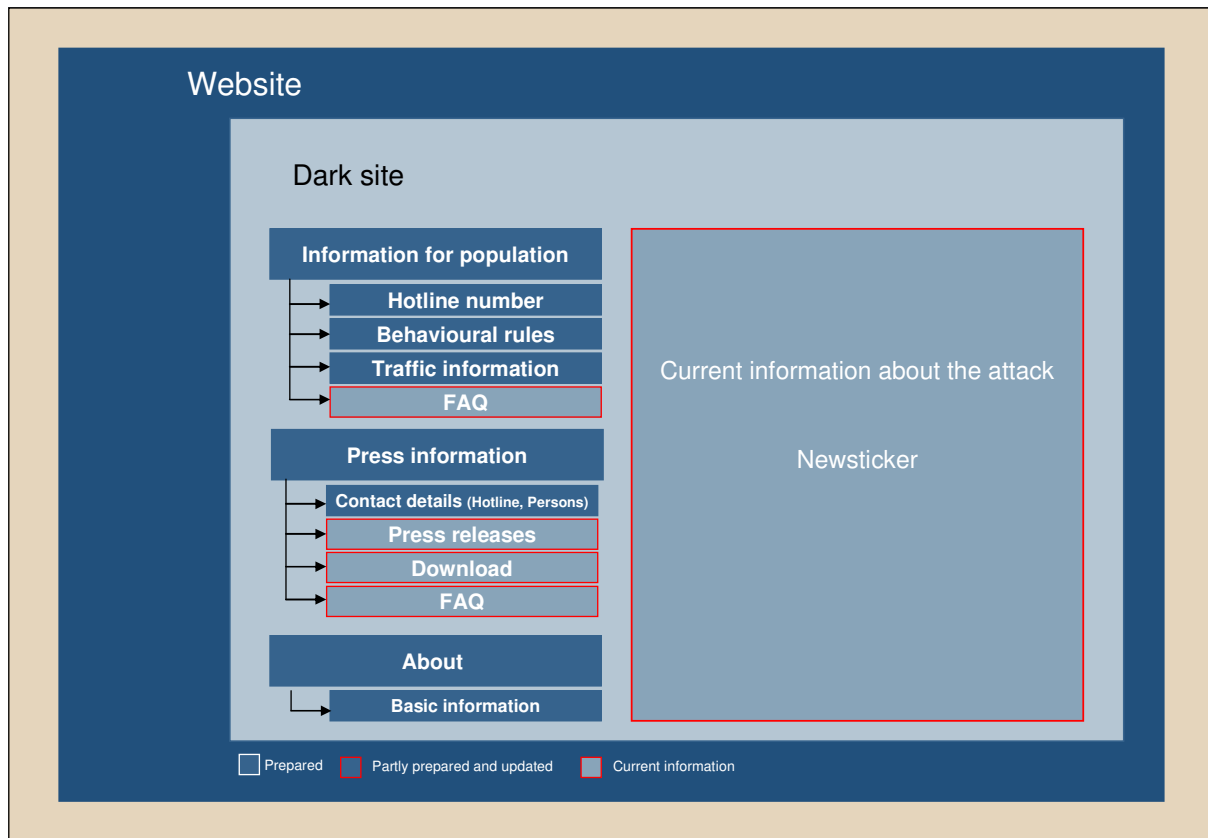 Website
Dark site
Information for population
Hotline number
Behavioural rules
Traffic information
FAQ
Press information
Contact details (Hotline, Persons)
Press releases
Download
FAQ
About
Basic information
Current information about the attack
Newsticker
Prepared
Partly prepared and updated
Current information